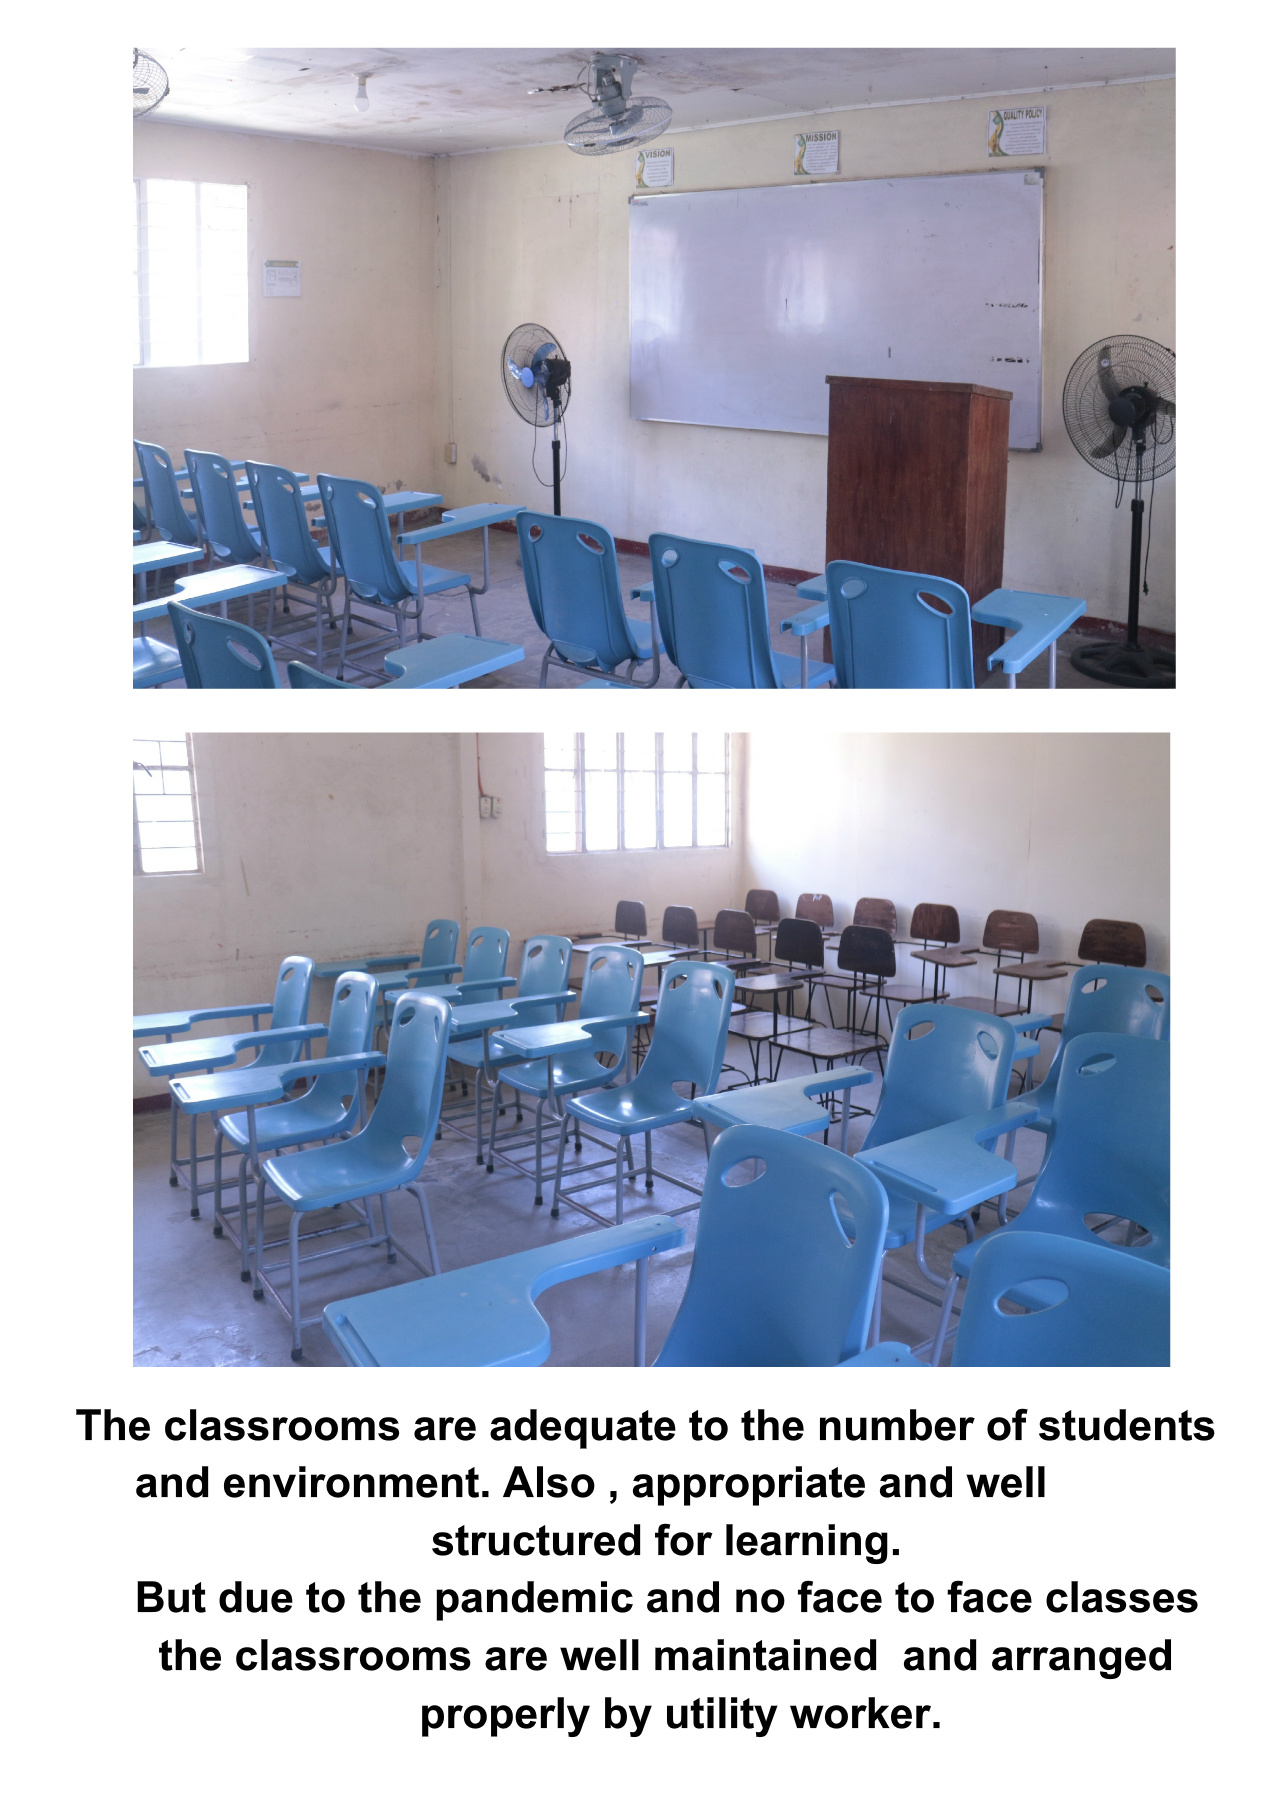 VISION
MISSION
QUALITY POLICY
The classrooms are adequate to the number of students
and environment. Also , appropriate and well
structured for learning.
But due to the pandemic and no face to face classes
the classrooms are well maintained  and arranged
properly by utility worker.